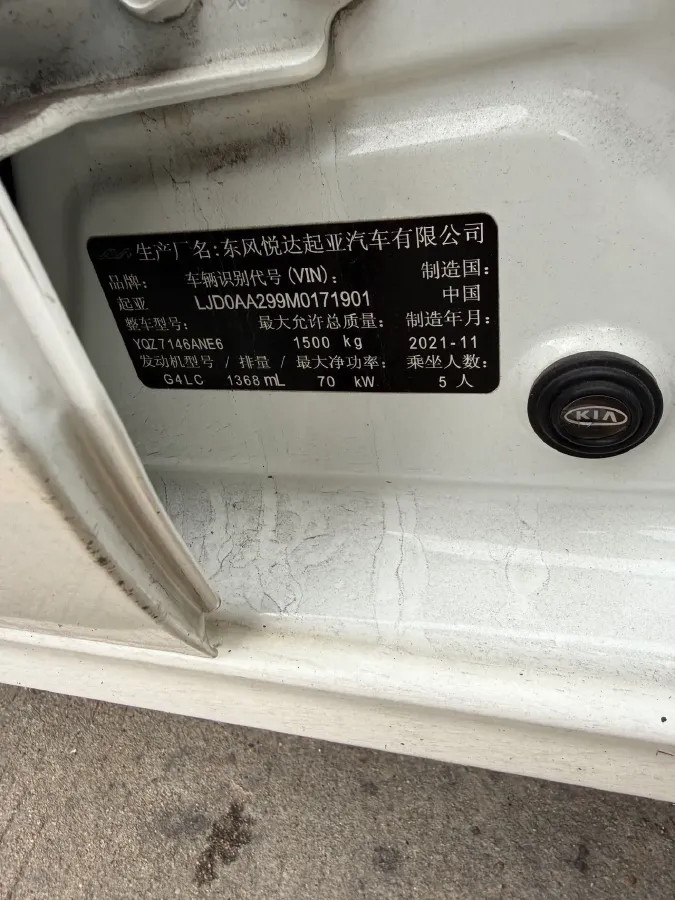 KIA 生产厂名:东风悦达起亚汽车有限公司
品牌: 车辆识别代号(VIN): 制造国:
起亚 LJD0AA299M0171901 中国
整车型号: 最大允许总质量: 制造年月:
YQZ7146ANE6 1500 kg 2021-11
发动机型号 / 排量 / 最大净功率: 乘坐人数:
G4LC 1368 mL 70 kW 5 人
KIA